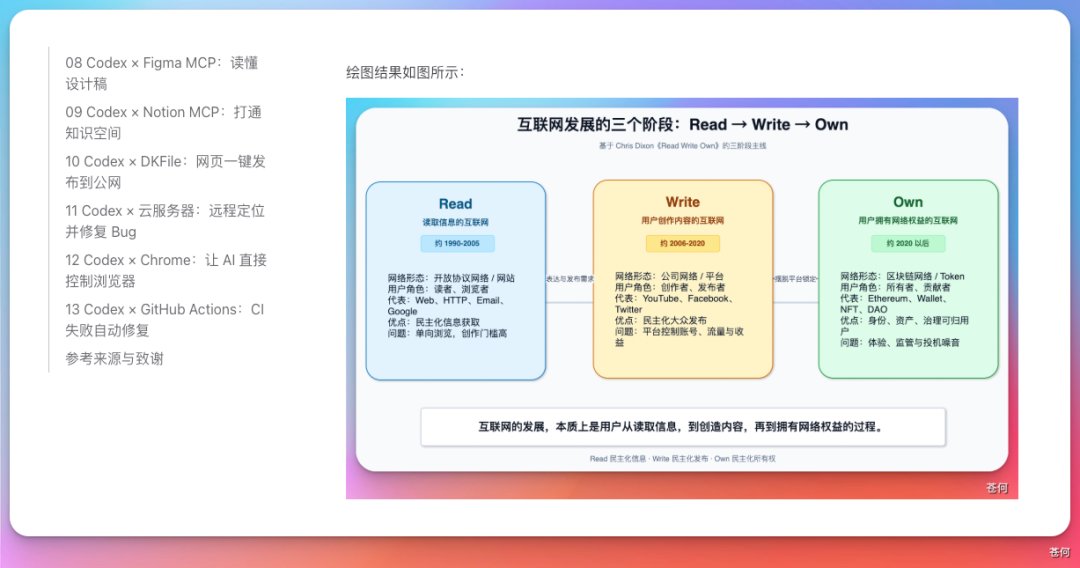 08 Codex × Figma MCP：读懂
设计稿
09 Codex × Notion MCP：打通
知识空间
10 Codex × DKFile：网页一键发
布到公网
11 Codex × 云服务器：远程定位
并修复 Bug
12 Codex × Chrome：让 AI 直接
控制浏览器
13 Codex × GitHub Actions：CI
失败自动修复
参考来源与致谢
绘图结果如图所示：
互联网发展的三个阶段：Read → Write → Own
基于 Chris Dixon《Read Write Own》的三阶段主线
Read
读取信息的互联网
约 1990-2005
网络形态：开放协议网络 / 网站
用户角色：读者、浏览者
代表：Web、HTTP、Email、
Google
优点：民主化信息获取
问题：单向浏览，创作门槛高
表达与发布需求
Write
用户创作内容的互联网
约 2006-2020
网络形态：公司网络 / 平台
用户角色：创作者、发布者
代表：YouTube、Facebook、
Twitter
优点：民主化大众发布
问题：平台控制账号、流量与收
益
摆脱平台锁定
Own
用户拥有网络权益的互联网
约 2020 以后
网络形态：区块链网络 / Token
用户角色：所有者、贡献者
代表：Ethereum、Wallet、
NFT、DAO
优点：身份、资产、治理可归用
户
问题：体验、监管与投机噪音
互联网的发展，本质上是用户从读取信息，到创造内容，再到拥有网络权益的过程。
Read 民主化信息 · Write 民主化发布 · Own 民主化所有权
苍何
苍何